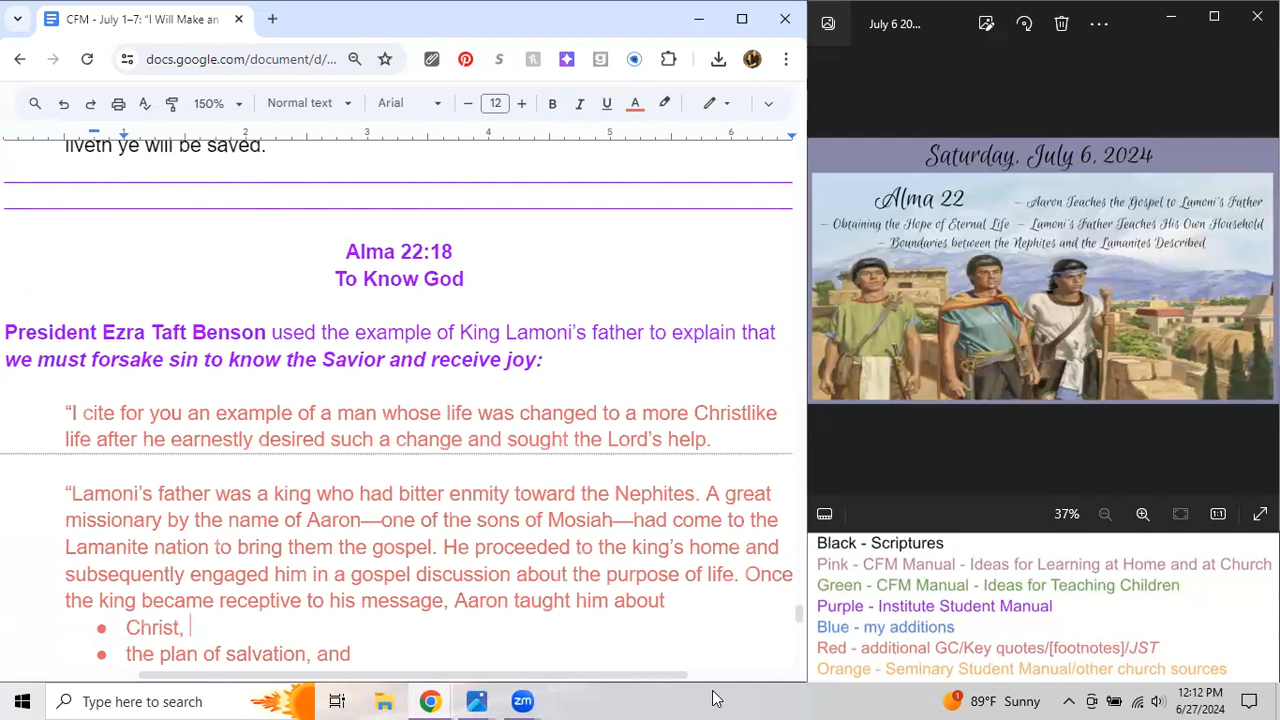 CFM - July 1–7: “I Will Make an
docs.google.com/document/d/...
150%
Normal text
Arial
12
1 2 3 4 5 6
liveth ye will be saved.
Alma 22:18
To Know God
President Ezra Taft Benson used the example of King Lamoni’s father to explain that
we must forsake sin to know the Savior and receive joy:
“I cite for you an example of a man whose life was changed to a more Christlike
life after he earnestly desired such a change and sought the Lord’s help.
“Lamoni’s father was a king who had bitter enmity toward the Nephites. A great
missionary by the name of Aaron—one of the sons of Mosiah—had come to the
Lamanite nation to bring them the gospel. He proceeded to the king’s home and
subsequently engaged him in a gospel discussion about the purpose of life. Once
the king became receptive to his message, Aaron taught him about
● Christ,
● the plan of salvation, and
July 6 20...
Saturday, July 6, 2024
Alma 22
– Aaron Teaches the Gospel to Lamoni's Father
– Obtaining the Hope of Eternal Life – Lamoni's Father Teaches His Own Household
– Boundaries between the Nephites and the Lamanites Described
37%
Black - Scriptures
Pink - CFM Manual - Ideas for Learning at Home and at Church
Green - CFM Manual - Ideas for Teaching Children
Purple - Institute Student Manual
Blue - my additions
Red - additional GC/Key quotes/[footnotes]/JST
Orange - Seminary Student Manual/other church sources
Type here to search
zm
1
89°F Sunny
12:12 PM
6/27/2024